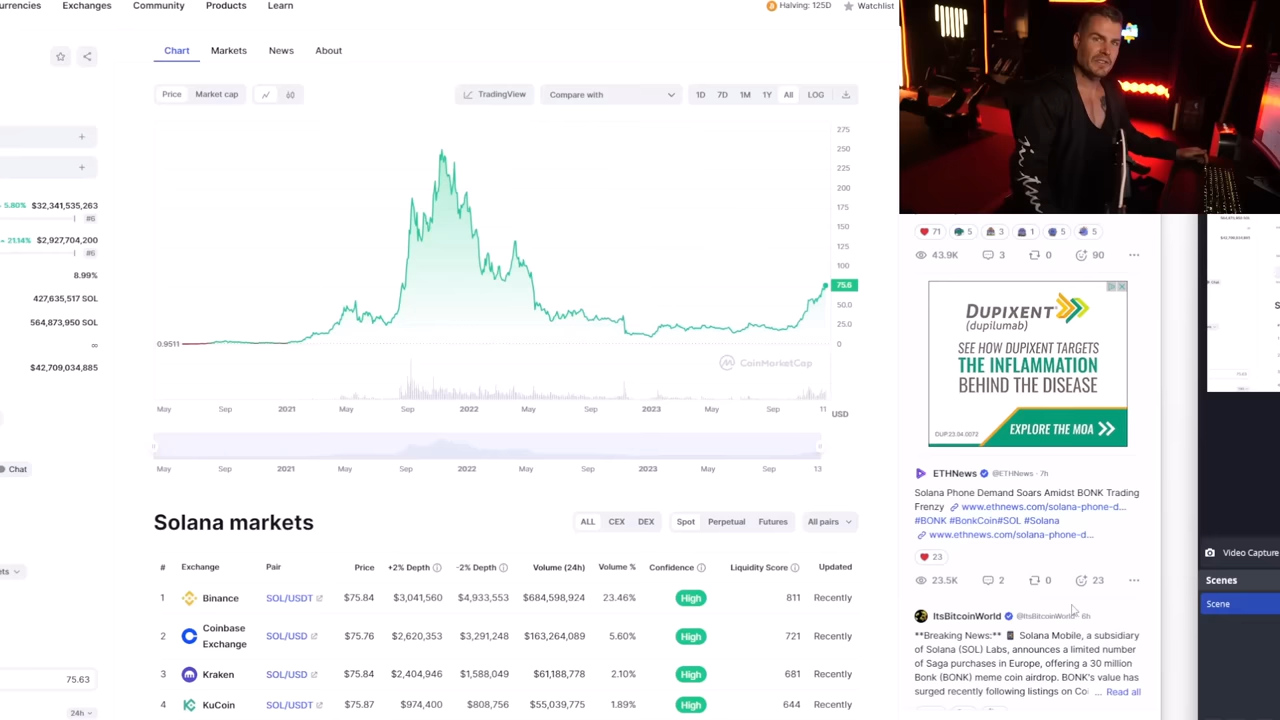 urrencies Exchanges Community Products Learn
Halving: 125D Watchlist
Chart Markets News About
Price Market cap
TradingView Compare with 1D 7D 1M 1Y All LOG
5.80% $32,341,535,263
#6
21.14% $2,927,704,200
#6
8.99%
427,635,517 SOL
564,873,950 SOL
∞
$42,709,034,885
Chat
ets
75.63
24h
275
250
225
200
175
150
125
100
75.6
50.0
25.0
0
0.9511
CoinMarketCap
May Sep 2021 May Sep 2022 May Sep 2023 May Sep 11
USD
May Sep 2021 May Sep 2022 May Sep 2023 May Sep 13
Solana markets
ALL CEX DEX Spot Perpetual Futures All pairs
# Exchange Pair Price +2% Depth -2% Depth Volume (24h) Volume % Confidence Liquidity Score Updated
1 Binance SOL/USDT $75.84 $3,041,560 $4,933,553 $684,598,924 23.46% High 811 Recently
2 Coinbase Exchange SOL/USD $75.76 $2,620,353 $3,291,248 $163,264,089 5.60% High 721 Recently
3 Kraken SOL/USD $75.84 $2,404,946 $1,588,049 $61,188,778 2.10% High 681 Recently
4 KuCoin SOL/USDT $75.87 $974,400 $808,756 $55,039,775 1.89% High 644 Recently
71 5 3 1 5 5
43.9K 3 0 90
DUPIXENT
(dupilumab)
SEE HOW DUPIXENT TARGETS
THE INFLAMMATION
BEHIND THE DISEASE
DUP.23.04.0072
EXPLORE THE MOA
ETHNews @ETHNews · 7h
Solana Phone Demand Soars Amidst BONK Trading
Frenzy www.ethnews.com/solana-phone-d...
#BONK #BonkCoin#SOL #Solana
www.ethnews.com/solana-phone-d...
23
23.5K 2 0 23
ItsBitcoinWorld @ItsBitcoinWorld · 6h
**Breaking News:** Solana Mobile, a subsidiary
of Solana (SOL) Labs, announces a limited number
of Saga purchases in Europe, offering a 30 million
Bonk (BONK) meme coin airdrop. BONK's value has
surged recently following listings on Coi ... Read all
Video Capture
Scenes
Scene